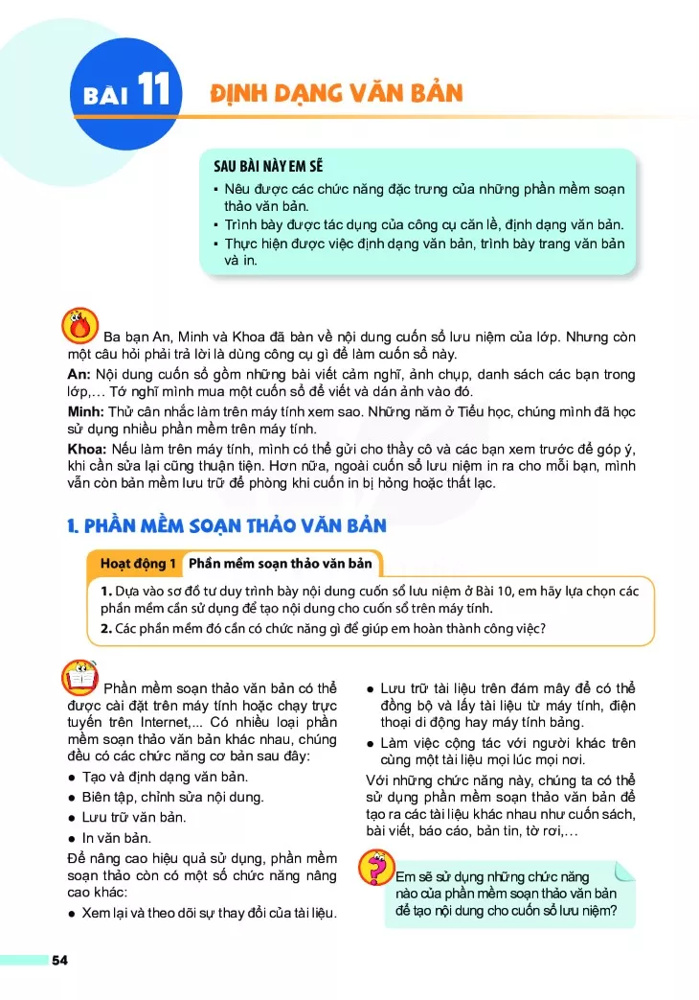 BÀI 11
ĐỊNH DẠNG VĂN BẢN
SAU BÀI NÀY EM SẼ
▪ Nêu được các chức năng đặc trưng của những phần mềm soạn
thảo văn bản.
▪ Trình bày được tác dụng của công cụ căn lề, định dạng văn bản.
▪ Thực hiện được việc định dạng văn bản, trình bày trang văn bản
và in.
Ba bạn An, Minh và Khoa đã bàn về nội dung cuốn sổ lưu niệm của lớp. Nhưng còn
một câu hỏi phải trả lời là dùng công cụ gì để làm cuốn sổ này.
An: Nội dung cuốn sổ gồm những bài viết cảm nghĩ, ảnh chụp, danh sách các bạn trong
lớp,… Tớ nghĩ mình mua một cuốn sổ để viết và dán ảnh vào đó.
Minh: Thử cân nhắc làm trên máy tính xem sao. Những năm ở Tiểu học, chúng mình đã học
sử dụng nhiều phần mềm trên máy tính.
Khoa: Nếu làm trên máy tính, mình có thể gửi cho thầy cô và các bạn xem trước để góp ý,
khi cần sửa lại cũng thuận tiện. Hơn nữa, ngoài cuốn sổ lưu niệm in ra cho mỗi bạn, mình
vẫn còn bản mềm lưu trữ để phòng khi cuốn in bị hỏng hoặc thất lạc.
1. PHẦN MỀM SOẠN THẢO VĂN BẢN
Hoạt động 1 Phần mềm soạn thảo văn bản
1. Dựa vào sơ đồ tư duy trình bày nội dung cuốn sổ lưu niệm ở Bài 10, em hãy lựa chọn các
phần mềm cần sử dụng để tạo nội dung cho cuốn sổ trên máy tính.
2. Các phần mềm đó cần có chức năng gì để giúp em hoàn thành công việc?
Phần mềm soạn thảo văn bản có thể
được cài đặt trên máy tính hoặc chạy trực
tuyến trên Internet,... Có nhiều loại phần
mềm soạn thảo văn bản khác nhau, chúng
đều có các chức năng cơ bản sau đây:
● Tạo và định dạng văn bản.
● Biên tập, chỉnh sửa nội dung.
● Lưu trữ văn bản.
● In văn bản.
Để nâng cao hiệu quả sử dụng, phần mềm
soạn thảo còn có một số chức năng nâng
cao khác:
● Xem lại và theo dõi sự thay đổi của tài liệu.
● Lưu trữ tài liệu trên đám mây để có thể
đồng bộ và lấy tài liệu từ máy tính, điện
thoại di động hay máy tính bảng.
● Làm việc cộng tác với người khác trên
cùng một tài liệu mọi lúc mọi nơi.
Với những chức năng này, chúng ta có thể
sử dụng phần mềm soạn thảo văn bản để
tạo ra các tài liệu khác nhau như cuốn sách,
bài viết, báo cáo, bản tin, tờ rơi,…
Em sẽ sử dụng những chức năng
nào của phần mềm soạn thảo văn bản
để tạo nội dung cho cuốn sổ lưu niệm?
54